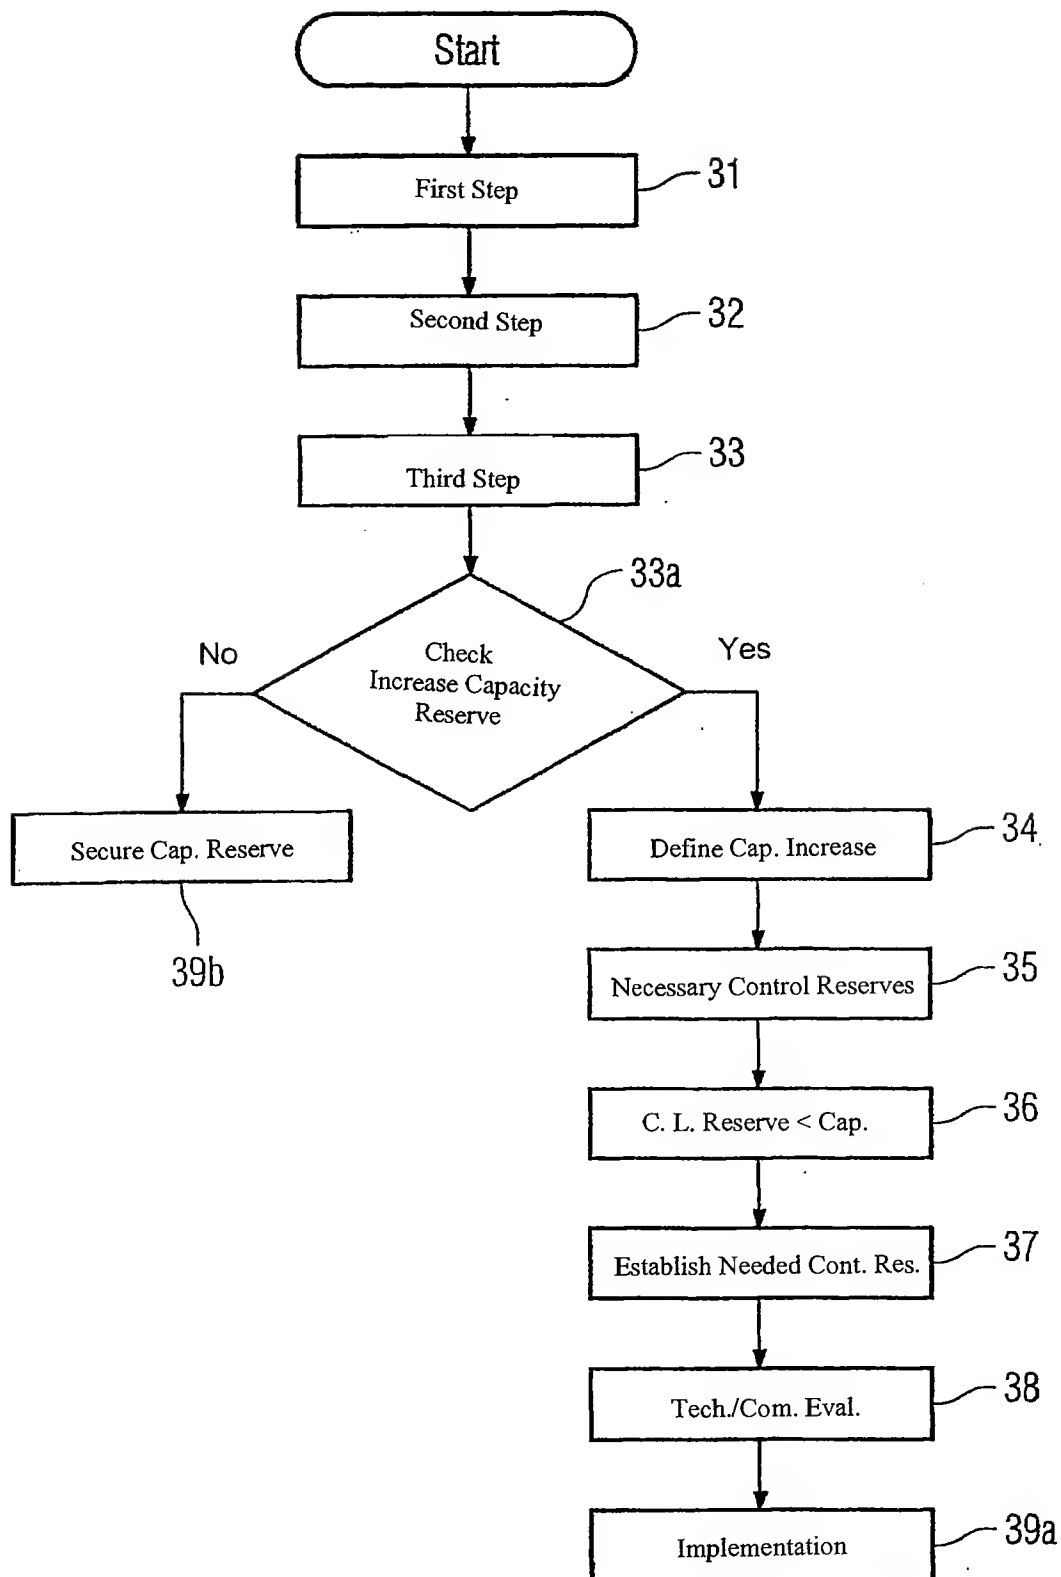 Start
First Step
31
Second Step
32
Third Step
33
33a
Check
Increase Capacity
Reserve
No
Yes
Secure Cap. Reserve
39b
Define Cap. Increase
34
Necessary Control Reserves
35
C. L. Reserve < Cap.
36
Establish Needed Cont. Res.
37
Tech./Com. Eval.
38
Implementation
39a